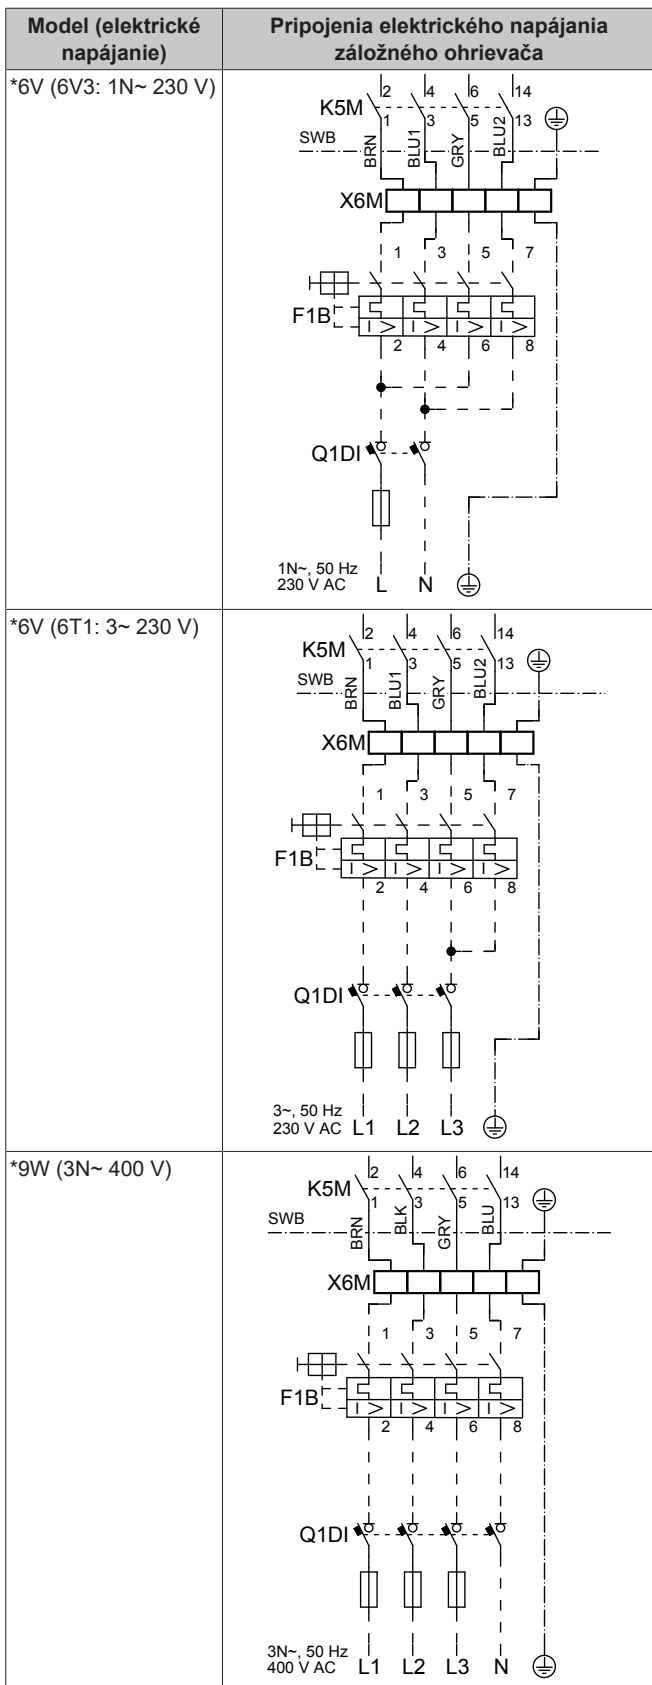 Model (elektrické napájanie)
Pripojenia elektrického napájania záložného ohrievača
*6V (6V3: 1N~ 230 V)
2 4 6 14
K5M
1 3 5 13
SWB
BRN BLU1 GRY BLU2
X6M
1 3 5 7
F1B
I > I > I > I >
2 4 6 8
Q1DI
1N~, 50 Hz
230 V AC
L N
*6V (6T1: 3~ 230 V)
2 4 6 14
K5M
1 3 5 13
SWB
BRN BLU1 GRY BLU2
X6M
1 3 5 7
F1B
I > I > I > I >
2 4 6 8
Q1DI
3~, 50 Hz
230 V AC
L1 L2 L3
*9W (3N~ 400 V)
2 4 6 14
K5M
1 3 5 13
SWB
BRN BLK GRY BLU
X6M
1 3 5 7
F1B
I > I > I > I >
2 4 6 8
Q1DI
3N~, 50 Hz
400 V AC
L1 L2 L3 N